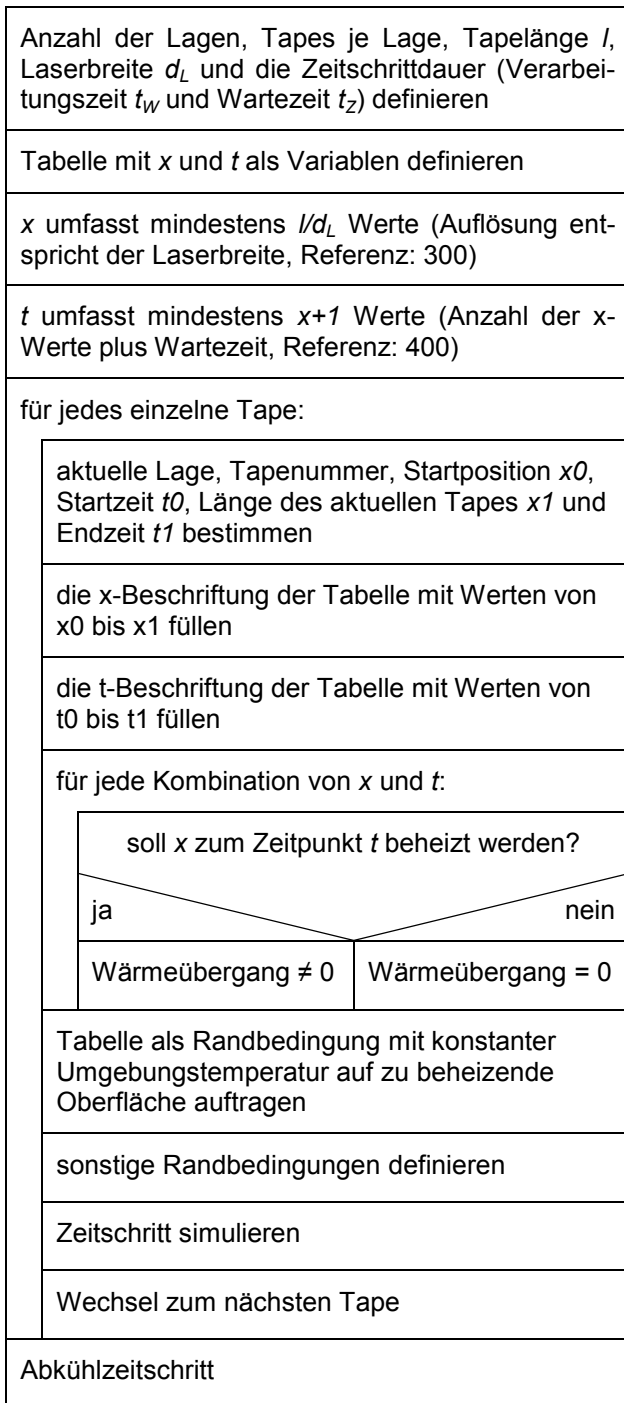 Anzahl der Lagen, Tapes je Lage, Tapelänge l,
Laserbreite dL und die Zeitschrittdauer (Verarbei-
tungszeit tW und Wartezeit tZ) definieren
Tabelle mit x und t als Variablen definieren
x umfasst mindestens l/dL Werte (Auflösung ent-
spricht der Laserbreite, Referenz: 300)
t umfasst mindestens x+1 Werte (Anzahl der x-
Werte plus Wartezeit, Referenz: 400)
für jedes einzelne Tape:
aktuelle Lage, Tapenummer, Startposition x0,
Startzeit t0, Länge des aktuellen Tapes x1 und
Endzeit t1 bestimmen
die x-Beschriftung der Tabelle mit Werten von
x0 bis x1 füllen
die t-Beschriftung der Tabelle mit Werten von
t0 bis t1 füllen
für jede Kombination von x und t:
soll x zum Zeitpunkt t beheizt werden?
ja nein
Wärmeübergang ≠ 0 Wärmeübergang = 0
Tabelle als Randbedingung mit konstanter
Umgebungstemperatur auf zu beheizende
Oberfläche auftragen
sonstige Randbedingungen definieren
Zeitschritt simulieren
Wechsel zum nächsten Tape
Abkühlzeitschritt